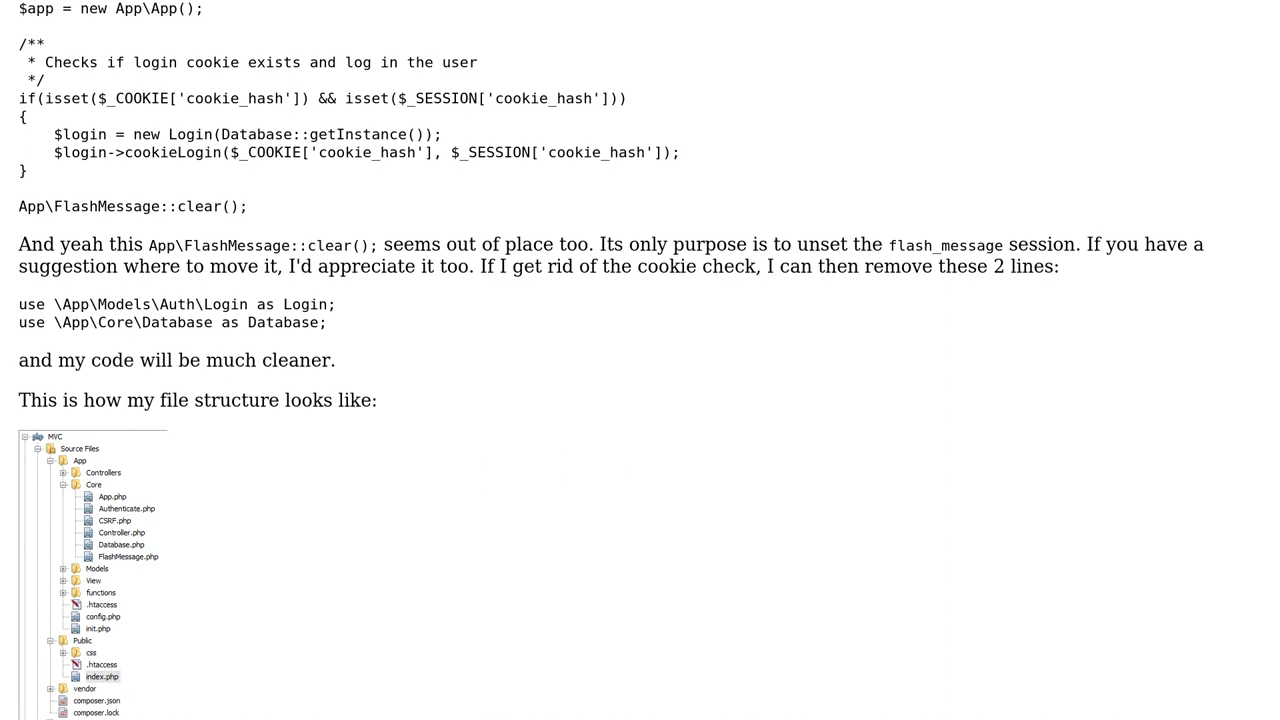 $app = new App\App();
/**
* Checks if login cookie exists and log in the user
*/
if(isset($_COOKIE['cookie_hash']) && isset($_SESSION['cookie_hash']))
{
$login = new Login(Database::getInstance());
$login->cookieLogin($_COOKIE['cookie_hash'], $_SESSION['cookie_hash']);
}
App\FlashMessage::clear();
And yeah this App\FlashMessage::clear(); seems out of place too. Its only purpose is to unset the flash_message session. If you have a
suggestion where to move it, I'd appreciate it too. If I get rid of the cookie check, I can then remove these 2 lines:
use \App\Models\Auth\Login as Login;
use \App\Core\Database as Database;
and my code will be much cleaner.
This is how my file structure looks like:
MVC
Source Files
App
Controllers
Core
App.php
Authenticate.php
CSRF.php
Controller.php
Database.php
FlashMessage.php
Models
View
functions
.htaccess
config.php
init.php
Public
css
.htaccess
index.php
vendor
composer.json
composer.lock